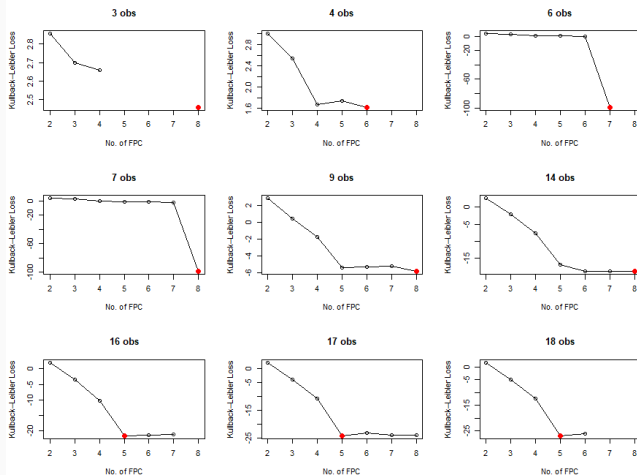 3 obs
Kullback–Leibler Loss
2.5 2.6 2.7 2.8
2 3 4 5 6 7 8
No. of FPC
4 obs
Kullback–Leibler Loss
1.6 2.2 2.8
2 3 4 5 6 7 8
No. of FPC
6 obs
Kullback–Leibler Loss
-100 -60 -20 0
2 3 4 5 6 7 8
No. of FPC
7 obs
Kullback–Leibler Loss
-100 -60 -20 0
2 3 4 5 6 7 8
No. of FPC
9 obs
Kullback–Leibler Loss
-6 -4 -2 0 2
2 3 4 5 6 7 8
No. of FPC
14 obs
Kullback–Leibler Loss
-15 -5 0
2 3 4 5 6 7 8
No. of FPC
16 obs
Kullback–Leibler Loss
-20 -10 -5 0
2 3 4 5 6 7 8
No. of FPC
17 obs
Kullback–Leibler Loss
-25 -15 -5 0
2 3 4 5 6 7 8
No. of FPC
18 obs
Kullback–Leibler Loss
-25 -15 -5 0
2 3 4 5 6 7 8
No. of FPC